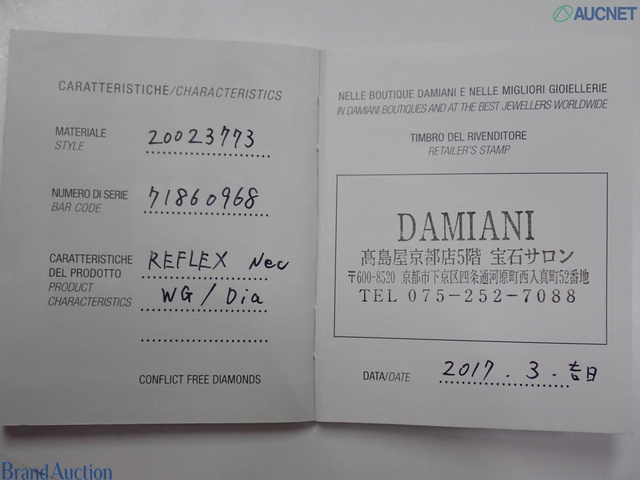 AUCNET
CARATTERISTICHE/CHARACTERISTICS
MATERIALE
STYLE
20023773
NUMERO DI SERIE
BAR CODE
71860968
CARATTERISTICHE
DEL PRODOTTO
PRODUCT
CHARACTERISTICS
REFLEX Nec
WG/Dia
CONFLICT FREE DIAMONDS
NELLE BOUTIQUE DAMIANI E NELLE MIGLIORI GIOIELLERIE
IN DAMIANI BOUTIQUES AND AT THE BEST JEWELLERS WORLDWIDE
TIMBRO DEL RIVENDITORE
RETAILER'S STAMP
DAMIANI
髙島屋京都店5階 宝石サロン
〒600-8520 京都市下京区四条通河原町西入真町52番地
TEL 075-252-7088
DATA/DATE
2017.3.吉日
BrandAuction